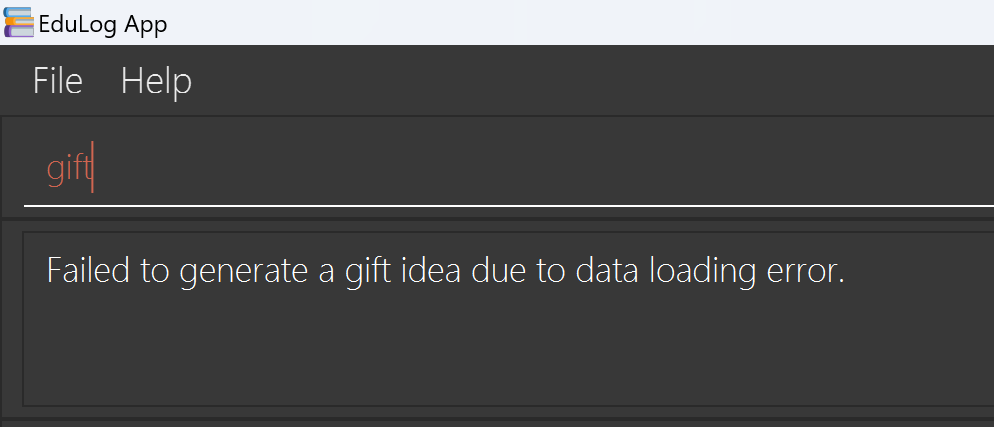 EduLog App
File Help
gift
Failed to generate a gift idea due to data loading error.